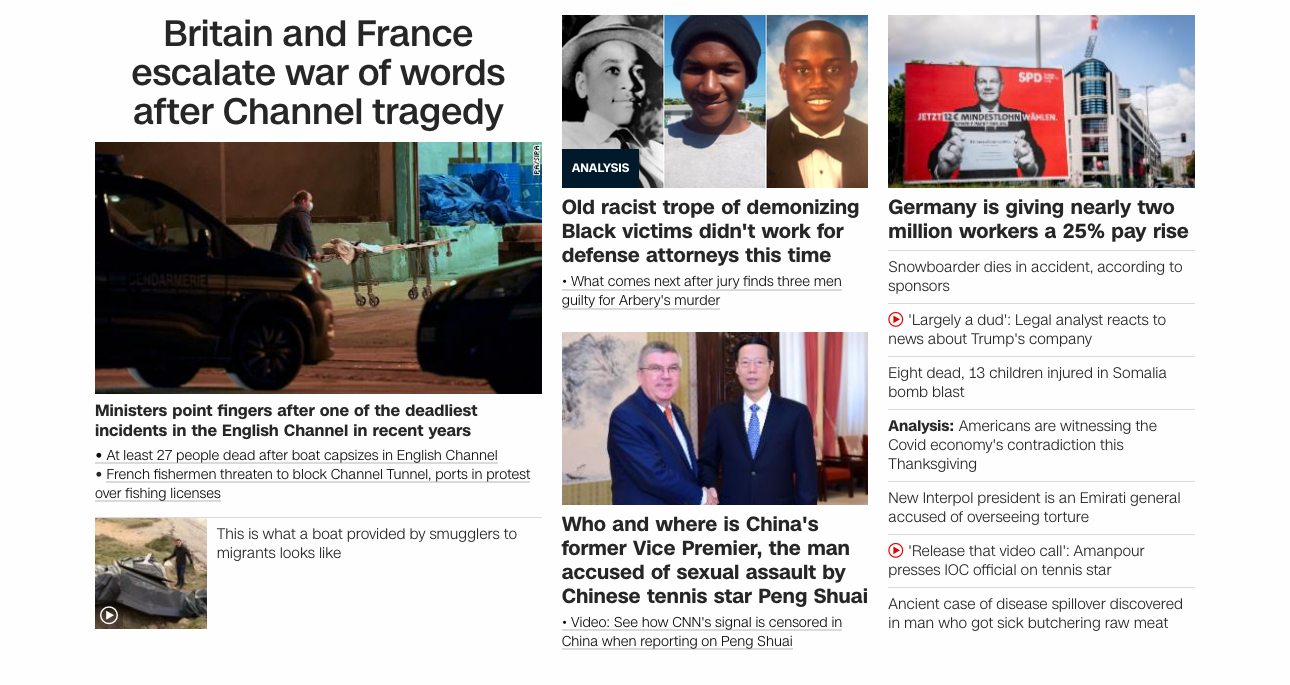 Britain and France
escalate war of words
after Channel tragedy
PA/SIPA
GENDARMERIE
Ministers point fingers after one of the deadliest
incidents in the English Channel in recent years
• At least 27 people dead after boat capsizes in English Channel
• French fishermen threaten to block Channel Tunnel, ports in protest
over fishing licenses
This is what a boat provided by smugglers to
migrants looks like
ANALYSIS
Old racist trope of demonizing
Black victims didn't work for
defense attorneys this time
• What comes next after jury finds three men
guilty for Arbery's murder
Who and where is China's
former Vice Premier, the man
accused of sexual assault by
Chinese tennis star Peng Shuai
• Video: See how CNN's signal is censored in
China when reporting on Peng Shuai
SPD
JETZT 12 € MINDESTLOHN WÄHLEN.
Germany is giving nearly two
million workers a 25% pay rise
Snowboarder dies in accident, according to
sponsors
'Largely a dud': Legal analyst reacts to
news about Trump's company
Eight dead, 13 children injured in Somalia
bomb blast
Analysis: Americans are witnessing the
Covid economy's contradiction this
Thanksgiving
New Interpol president is an Emirati general
accused of overseeing torture
'Release that video call': Amanpour
presses IOC official on tennis star
Ancient case of disease spillover discovered
in man who got sick butchering raw meat